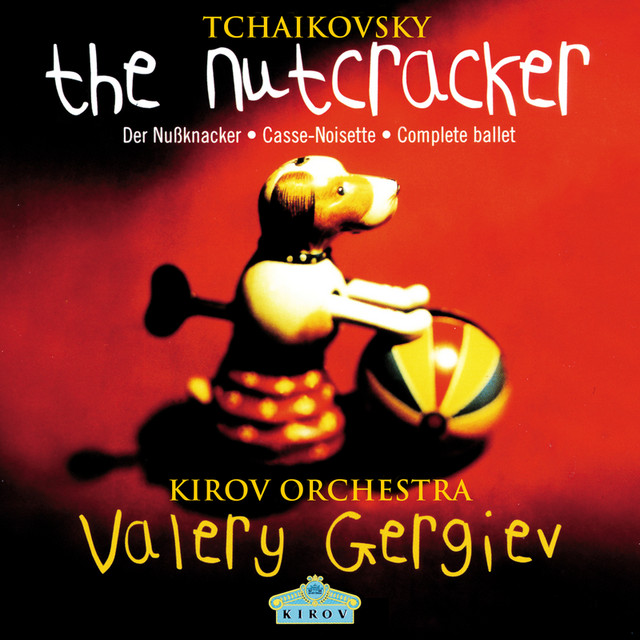 TCHAIKOVSKY
the nutcracker
Der Nußknacker • Casse-Noisette • Complete ballet
KIROV ORCHESTRA
Valery Gergiev
KIROV